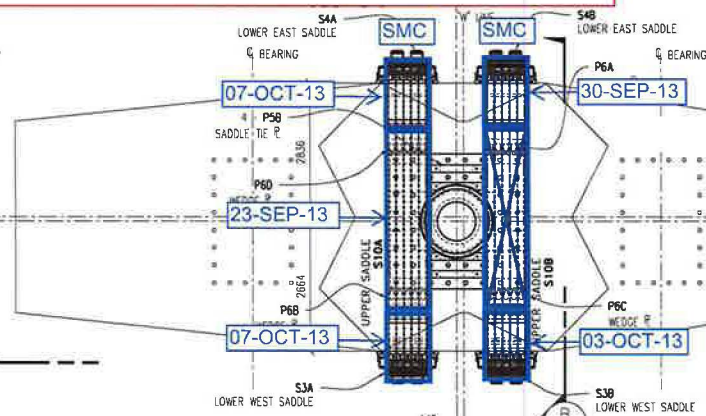 S4A
LOWER EAST SADDLE
SMC
"W" LINE
SMC
S4B
LOWER EAST SADDLE
℄ BEARING
℄ BEARING
P6A
07-OCT-13
30-SEP-13
4 - P5B
SADDLE TIE ℞
2836
P6D
23-SEP-13
UPPER SADDLE
S10A
UPPER SADDLE
S10B
2664
P6B
P6C
WEDGE ℞
07-OCT-13
03-OCT-13
S3A
LOWER WEST SADDLE
S3B
LOWER WEST SADDLE